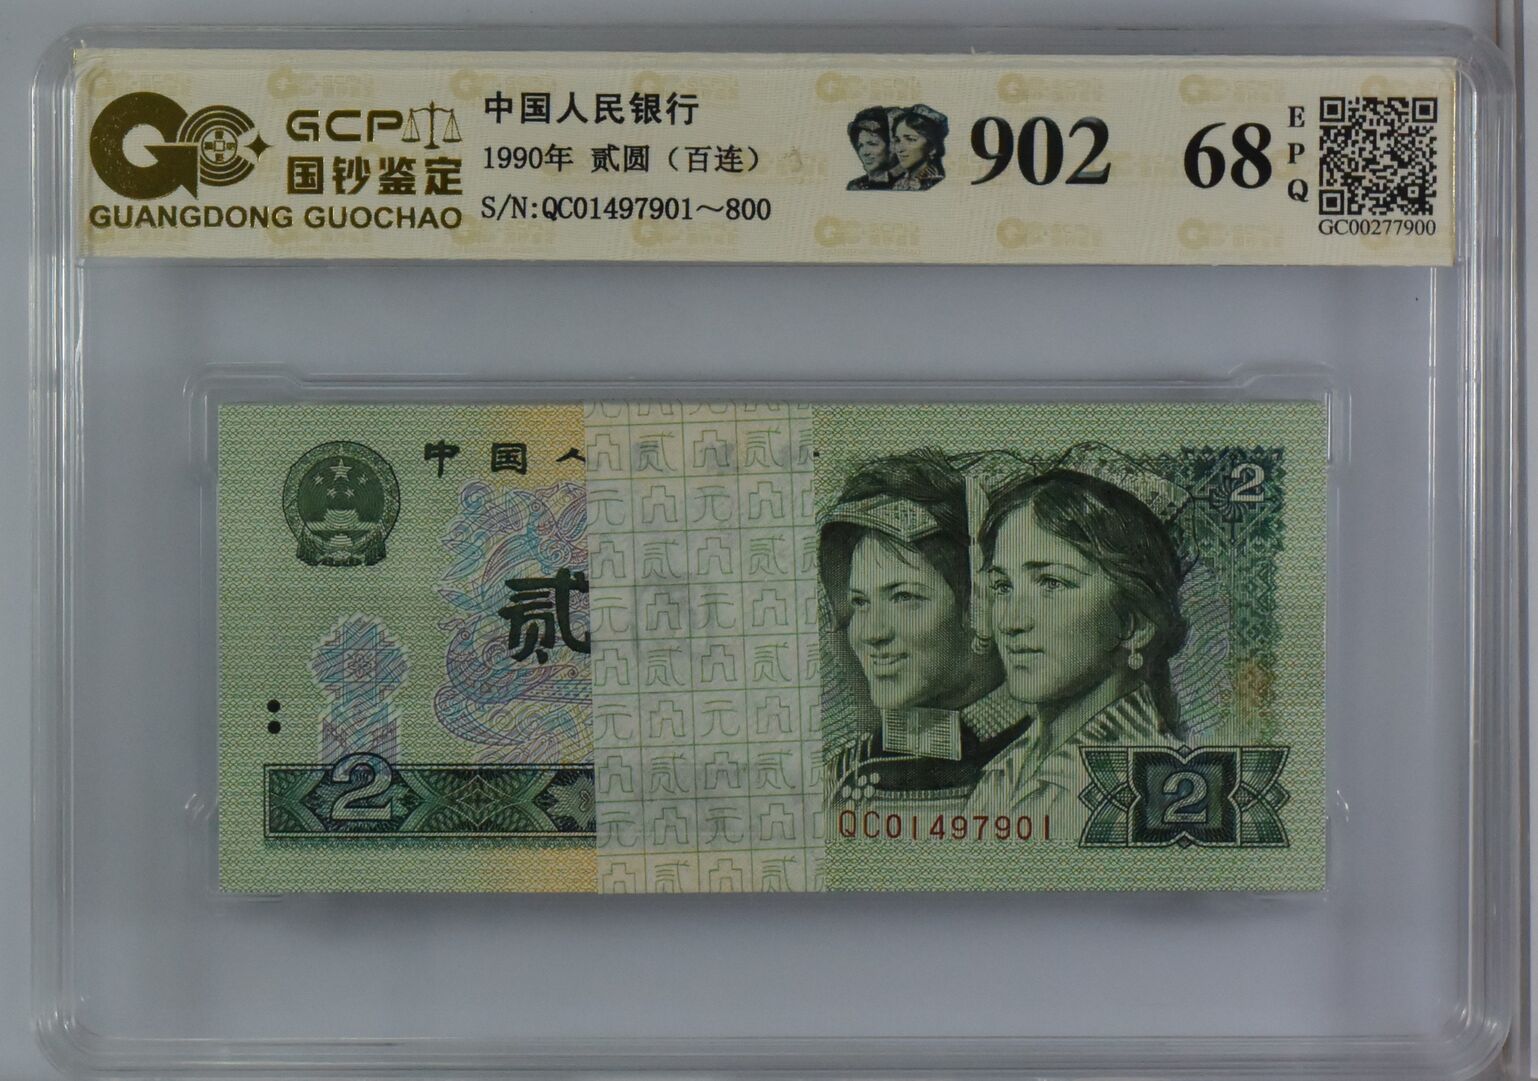 GCP
国钞鉴定
GUANGDONG GUOCHAO
中国人民银行
1990年 贰圆（百连）
S/N:QC01497901～800
902
68
EPQ
GC00277900
中国人
贰
2
2
2
QC01497901